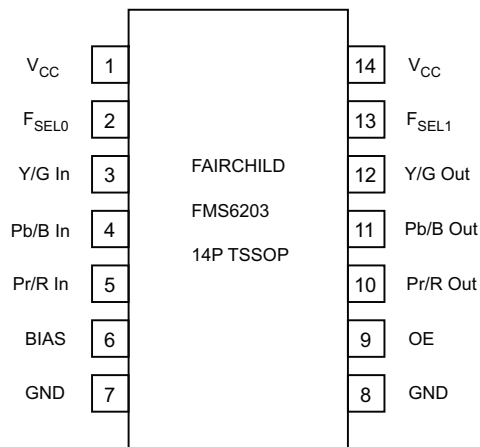 V_CC 1 14 V_CC
F_SEL0 2 13 F_SEL1
Y/G In 3 FAIRCHILD 12 Y/G Out
Pb/B In 4 FMS6203 11 Pb/B Out
14P TSSOP
Pr/R In 5 10 Pr/R Out
BIAS 6 9 OE
GND 7 8 GND